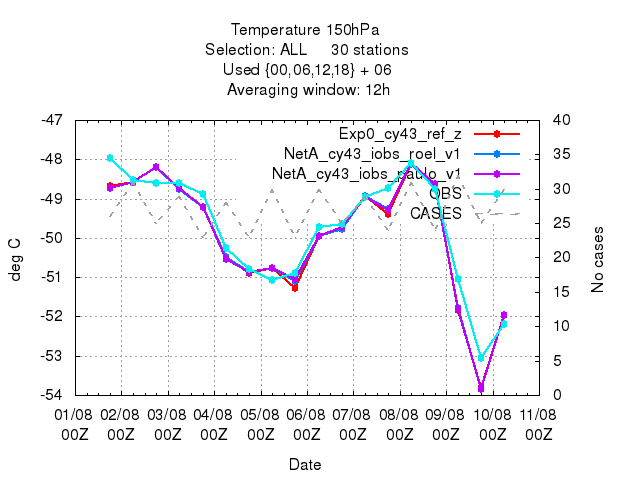 Temperature 150hPa
Selection: ALL 30 stations
Used {00,06,12,18} + 06
Averaging window: 12h
Exp0_cy43_ref_z
NetA_cy43_iobs_roel_v1
NetA_cy43_iobs_paulo_v1
OBS
CASES
-47
-48
-49
-50
-51
-52
-53
-54
deg C
40
35
30
25
20
15
10
5
0
No cases
01/08 02/08 03/08 04/08 05/08 06/08 07/08 08/08 09/08 10/08 11/08
00Z 00Z 00Z 00Z 00Z 00Z 00Z 00Z 00Z 00Z 00Z
Date